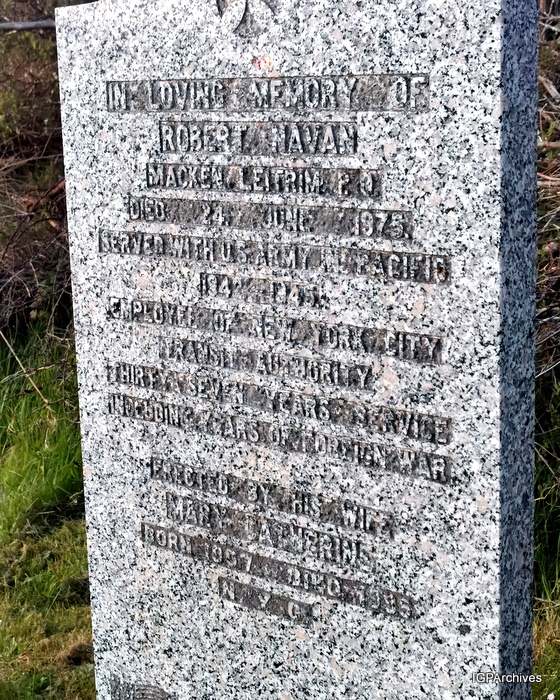 IN LOVING MEMORY OF
ROBERT NAVAN
MACKEN. LEITRIM. P.O.
DIED 24. JUNE 1975.
SERVED WITH U.S. ARMY IN PACIFIC
EMPLOYEE OF NEW YORK CITY
TRANSIT AUTHORITY
THIRTY SEVEN YEARS SERVICE
INCLUDING YEARS OF FOREIGN WAR.
ERECTED BY HIS WIFE
MARY CATHERINE
BORN
N. Y. C.
IGPArchives